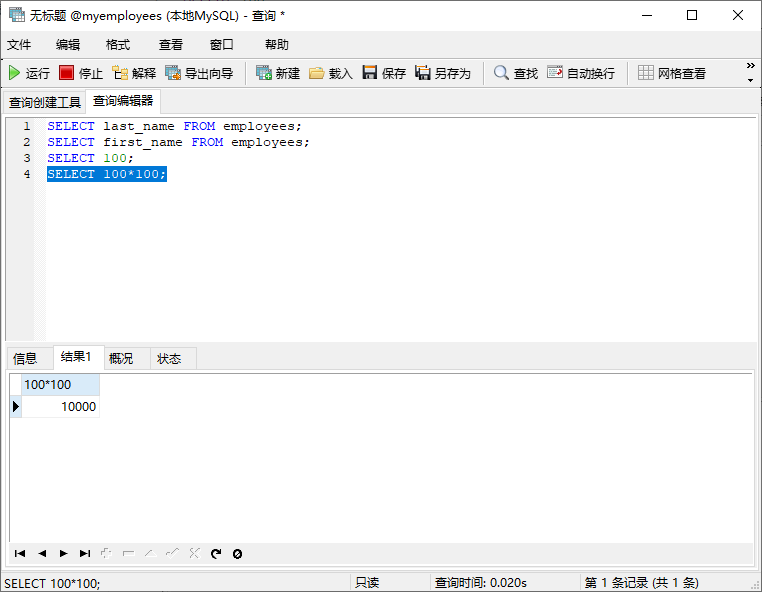 无标题 @myemployees (本地MySQL) - 查询 *
文件 编辑 格式 查看 窗口 帮助
运行 停止 解释 导出向导 新建 载入 保存 另存为 查找 自动换行 网格查看
查询创建工具 查询编辑器
1 SELECT last_name FROM employees;
2 SELECT first_name FROM employees;
3 SELECT 100;
4 SELECT 100*100;
信息 结果1 概况 状态
100*100
10000
SELECT 100*100; 只读 查询时间: 0.020s 第 1 条记录 (共 1 条)